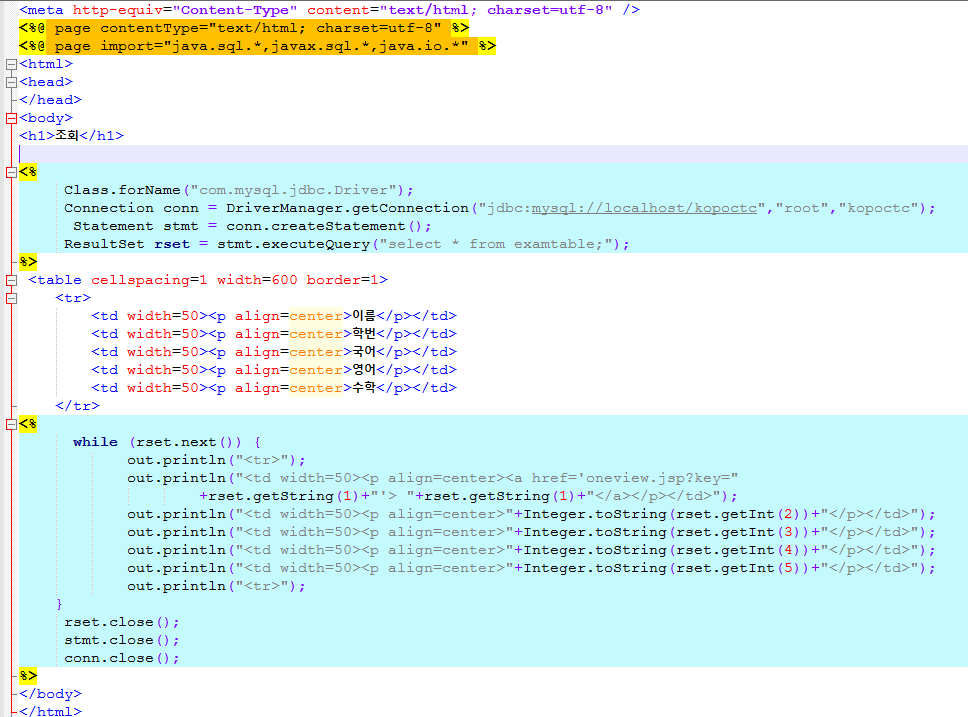 <meta http-equiv="Content-Type" content="text/html; charset=utf-8" />
<%@ page contentType="text/html; charset=utf-8" %>
<%@ page import="java.sql.*,javax.sql.*,java.io.*" %>
<html>
<head>
</head>
<body>
<h1>조회</h1>
<%
Class.forName("com.mysql.jdbc.Driver");
Connection conn = DriverManager.getConnection("jdbc:mysql://localhost/kopoctc","root","kopoctc");
Statement stmt = conn.createStatement();
ResultSet rset = stmt.executeQuery("select * from examtable;");
%>
<table cellspacing=1 width=600 border=1>
<tr>
<td width=50><p align=center>이름</p></td>
<td width=50><p align=center>학번</p></td>
<td width=50><p align=center>국어</p></td>
<td width=50><p align=center>영어</p></td>
<td width=50><p align=center>수학</p></td>
</tr>
<%
while (rset.next()) {
out.println("<tr>");
out.println("<td width=50><p align=center><a href='oneview.jsp?key="
+rset.getString(1)+"'> "+rset.getString(1)+"</a></p></td>");
out.println("<td width=50><p align=center>"+Integer.toString(rset.getInt(2))+"</p></td>");
out.println("<td width=50><p align=center>"+Integer.toString(rset.getInt(3))+"</p></td>");
out.println("<td width=50><p align=center>"+Integer.toString(rset.getInt(4))+"</p></td>");
out.println("<td width=50><p align=center>"+Integer.toString(rset.getInt(5))+"</p></td>");
out.println("<tr>");
}
rset.close();
stmt.close();
conn.close();
%>
</body>
</html>